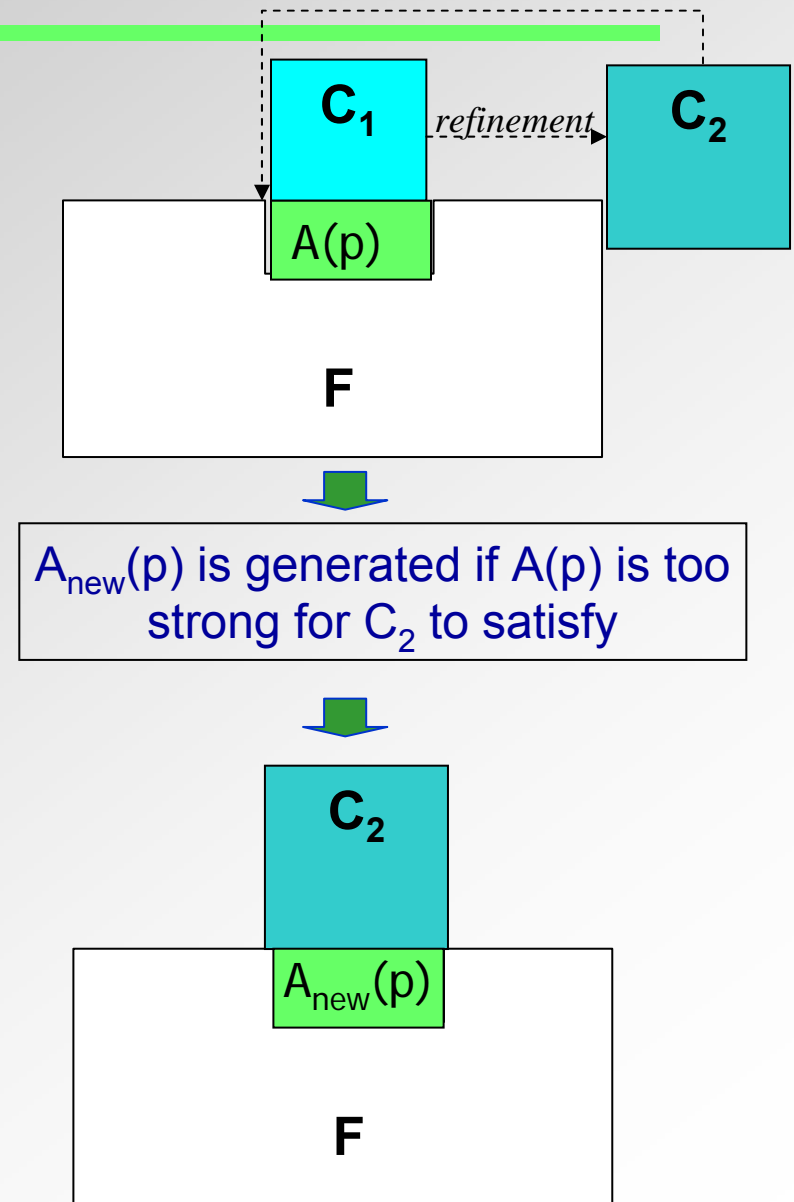 C₁
refinement
C₂
A(p)
F
Aₙₑw(p) is generated if A(p) is too
strong for C₂ to satisfy
C₂
Aₙₑw(p)
F